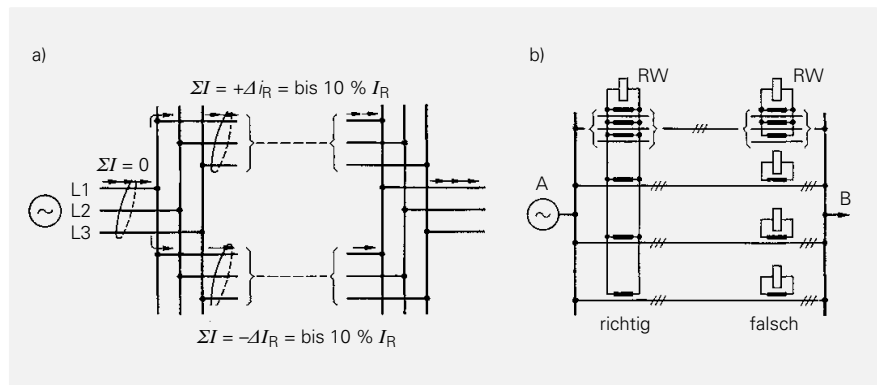 a)
ΣI = +Δi_R = bis 10 % I_R
ΣI = 0
L1
L2
L3
ΣI = –ΔI_R = bis 10 % I_R
b)
RW
RW
A
B
richtig
falsch